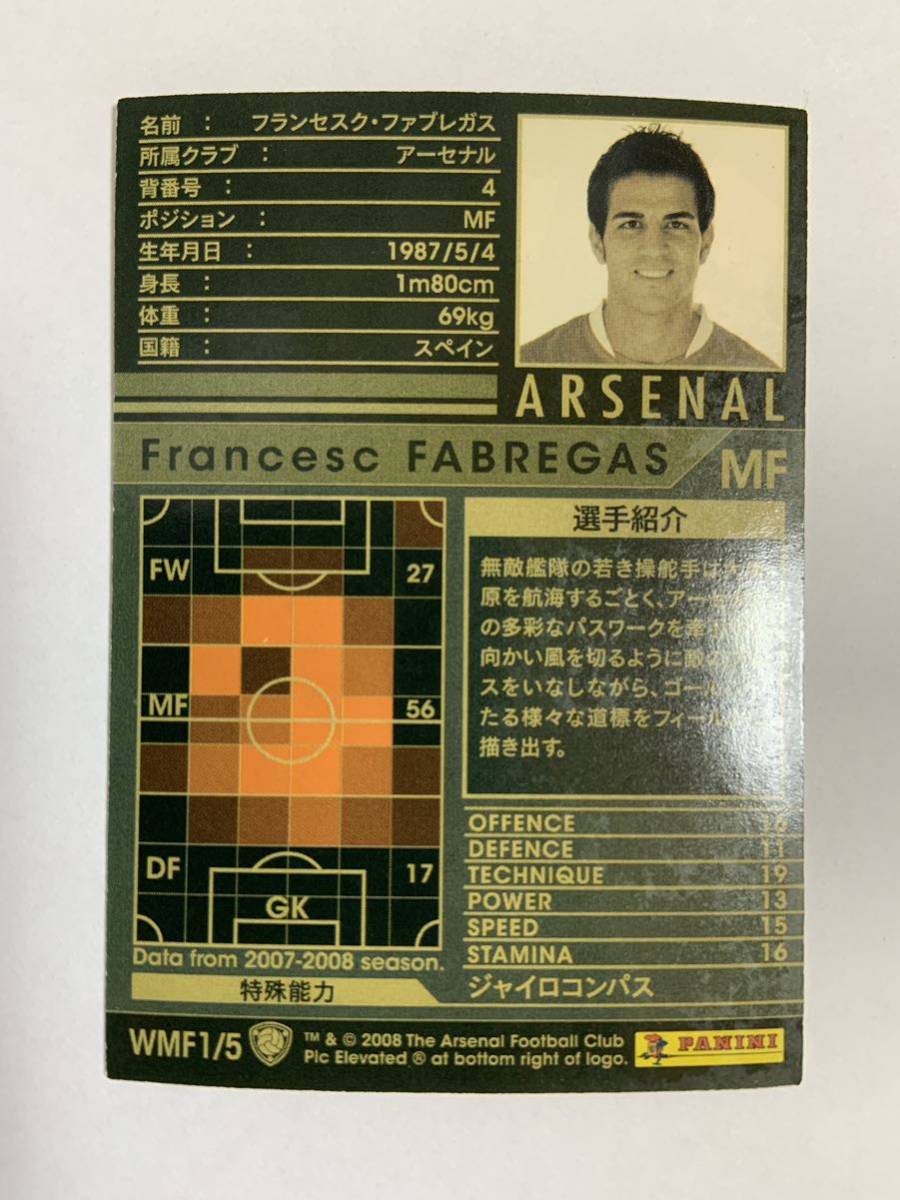 名前 : フランセスク・ファブレガス
所属クラブ : アーセナル
背番号 : 4
ポジション : MF
生年月日 : 1987/5/4
身長 : 1m80cm
体重 : 69kg
国籍 : スペイン
ARSENAL
Francesc FABREGAS
MF
FW 27
MF 56
DF 17
GK
Data from 2007-2008 season.
選手紹介
無敵艦隊の若き操舵手は
原を航海するごとく、アー
の多彩なパスワークを
向かい風を切るように敵の
スをいなしながら、ゴール
たる様々な道標をフィール
描き出す。
OFFENCE
DEFENCE 11
TECHNIQUE 19
POWER 13
SPEED 15
STAMINA 16
特殊能力
ジャイロコンパス
WMF1/5
™ & © 2008 The Arsenal Football Club
Plc Elevated ® at bottom right of logo.
PANINI